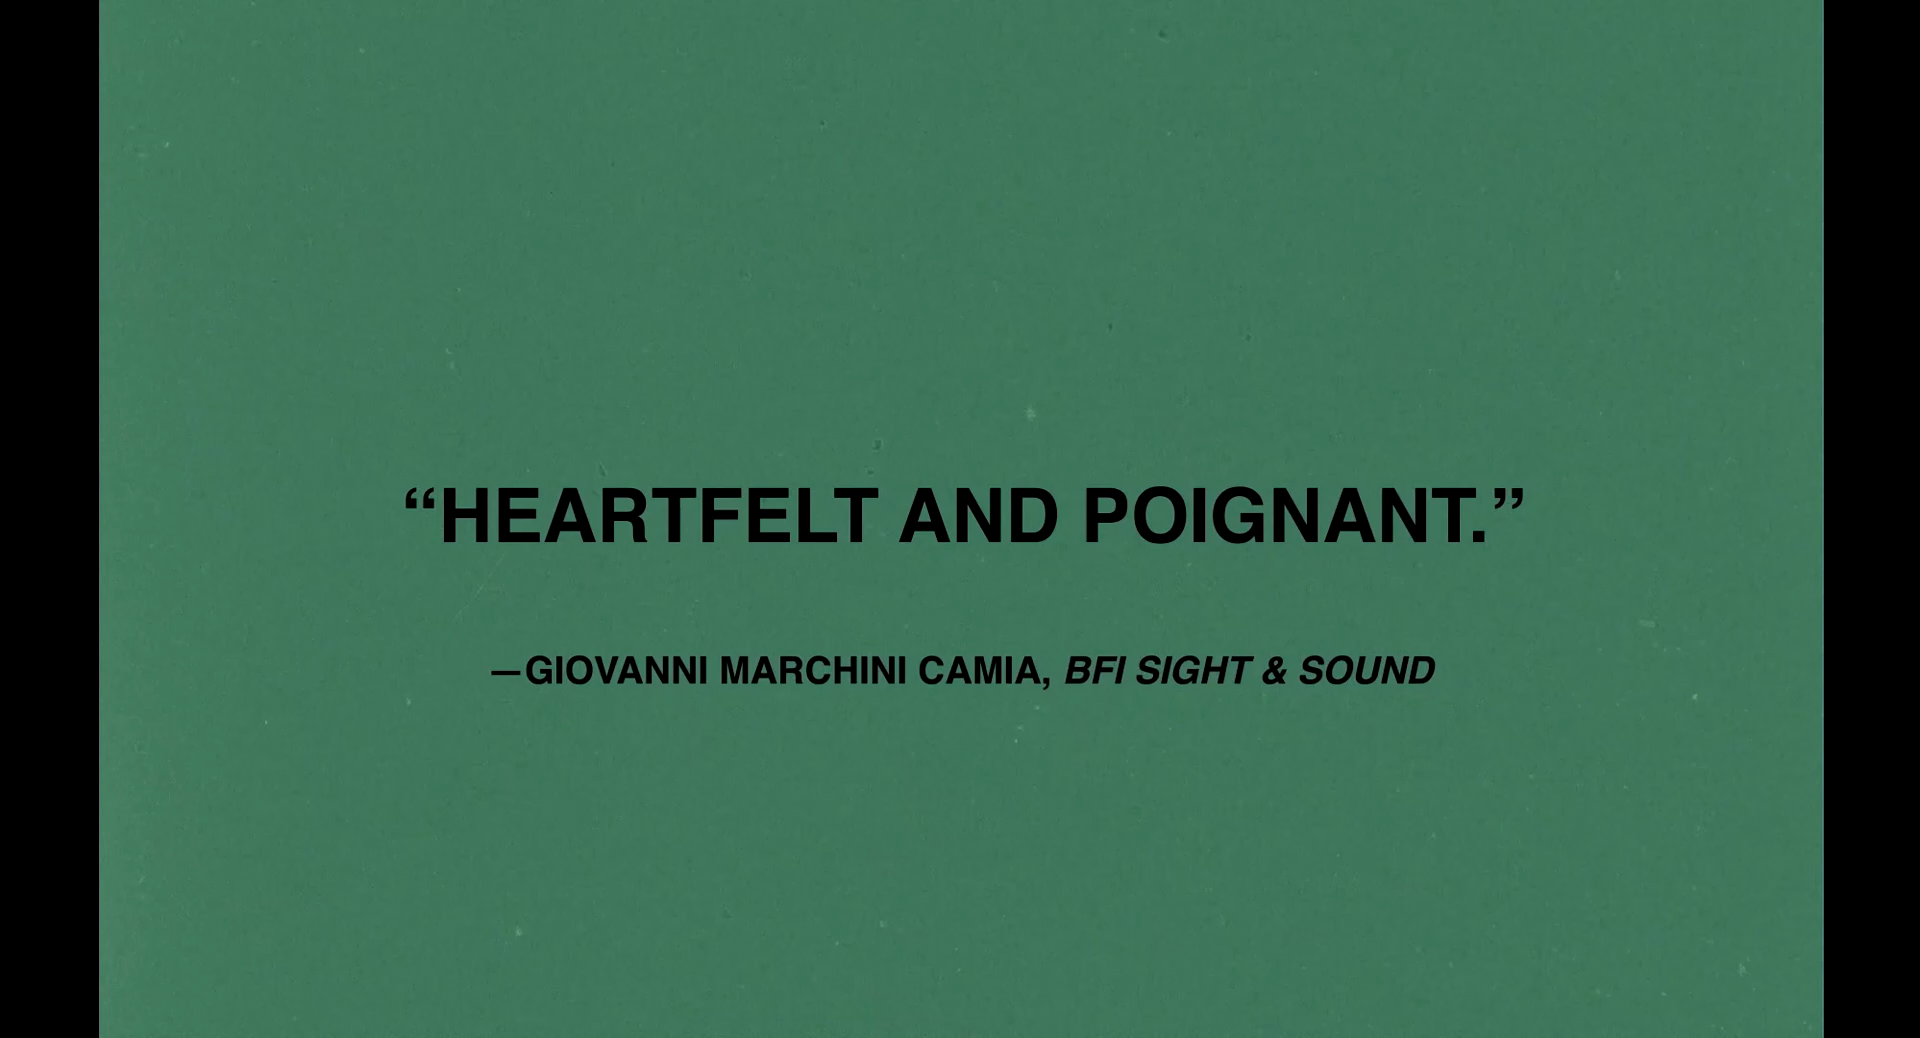 “HEARTFELT AND POIGNANT.”
—GIOVANNI MARCHINI CAMIA, BFI SIGHT & SOUND